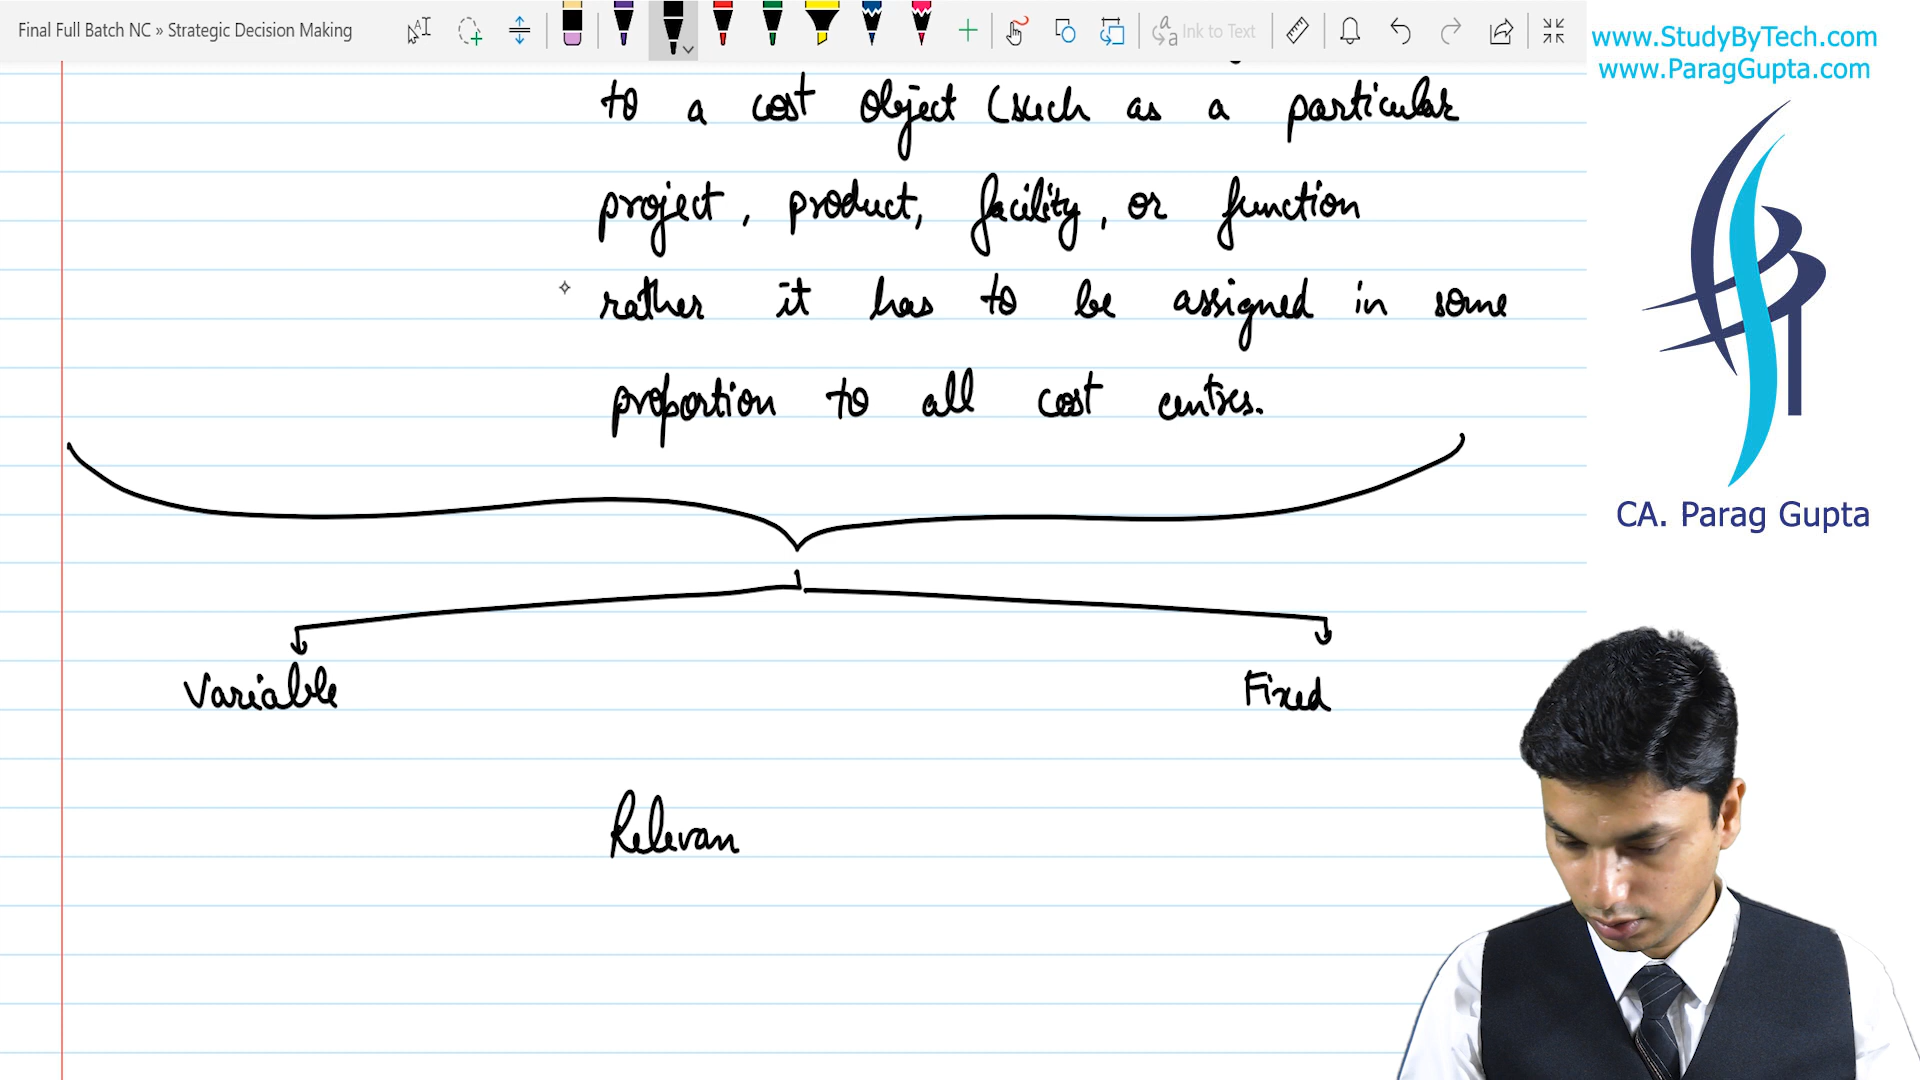 Final Full Batch NC » Strategic Decision Making
Ink to Text
www.StudyByTech.com
www.ParagGupta.com
to a cost object (such as a particular
project, product, facility, or function
rather it has to be assigned in some
proportion to all cost centres.
CA. Parag Gupta
Variable
Fixed
Relevan